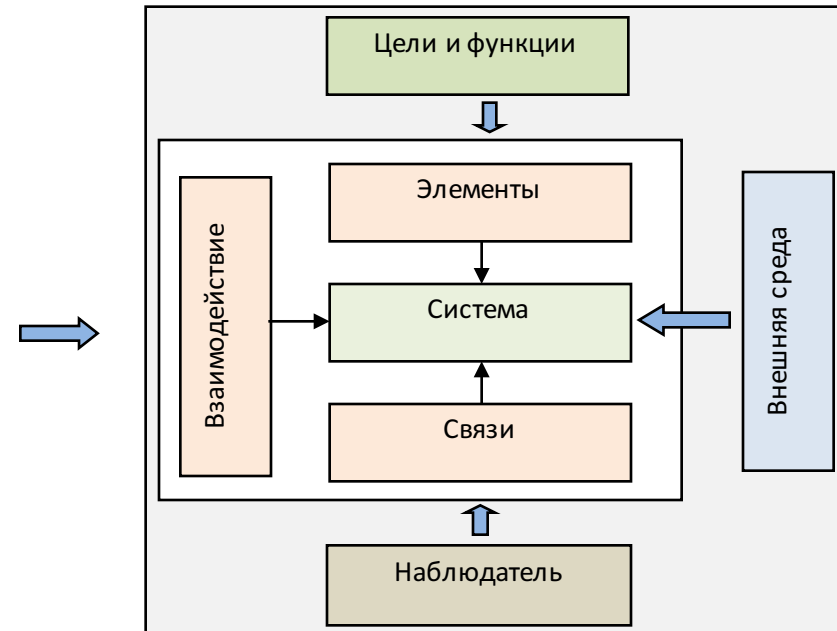 Цели и функции
Элементы
Взаимодействие
Система
Внешняя среда
Связи
Наблюдатель